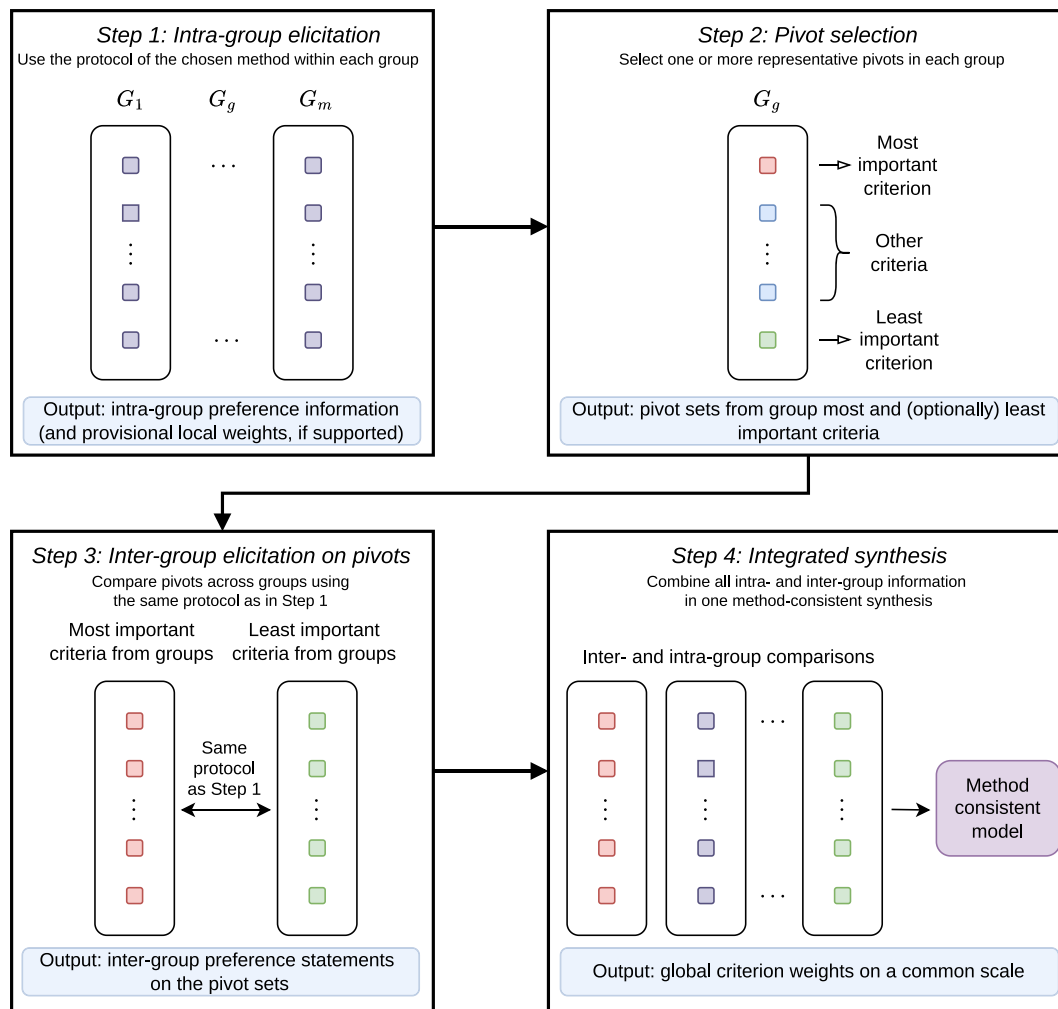 Step 1: Intra-group elicitation
Use the protocol of the chosen method within each group
G_1 G_g G_m
...
⋮ ⋮
...
Output: intra-group preference information
(and provisional local weights, if supported)
Step 2: Pivot selection
Select one or more representative pivots in each group
G_g
Most
important
criterion
Other
criteria
⋮
Least
important
criterion
Output: pivot sets from group most and (optionally) least
important criteria
Step 3: Inter-group elicitation on pivots
Compare pivots across groups using
the same protocol as in Step 1
Most important
criteria from groups
Least important
criteria from groups
Same
protocol
as Step 1
⋮ ⋮
Output: inter-group preference statements
on the pivot sets
Step 4: Integrated synthesis
Combine all intra- and inter-group information
in one method-consistent synthesis
Inter- and intra-group comparisons
...
⋮ ⋮ ⋮
...
Method
consistent
model
Output: global criterion weights on a common scale